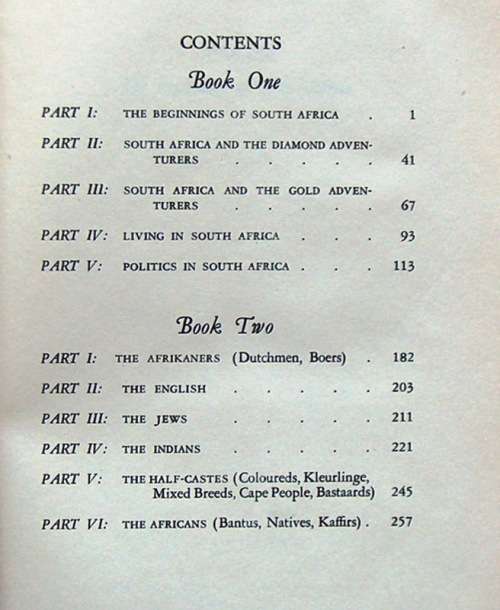 CONTENTS
Book One
PART I: THE BEGINNINGS OF SOUTH AFRICA . 1
PART II: SOUTH AFRICA AND THE DIAMOND ADVEN-
TURERS . . . . . 41
PART III: SOUTH AFRICA AND THE GOLD ADVEN-
TURERS . . . . . 67
PART IV: LIVING IN SOUTH AFRICA . . . 93
PART V: POLITICS IN SOUTH AFRICA . . . 113
Book Two
PART I: THE AFRIKANERS (Dutchmen, Boers) . 182
PART II: THE ENGLISH . . . . . 203
PART III: THE JEWS . . . . . 211
PART IV: THE INDIANS . . . . . 221
PART V: THE HALF-CASTES (Coloureds, Kleurlinge,
Mixed Breeds, Cape People, Bastaards) 245
PART VI: THE AFRICANS (Bantus, Natives, Kaffirs) . 257